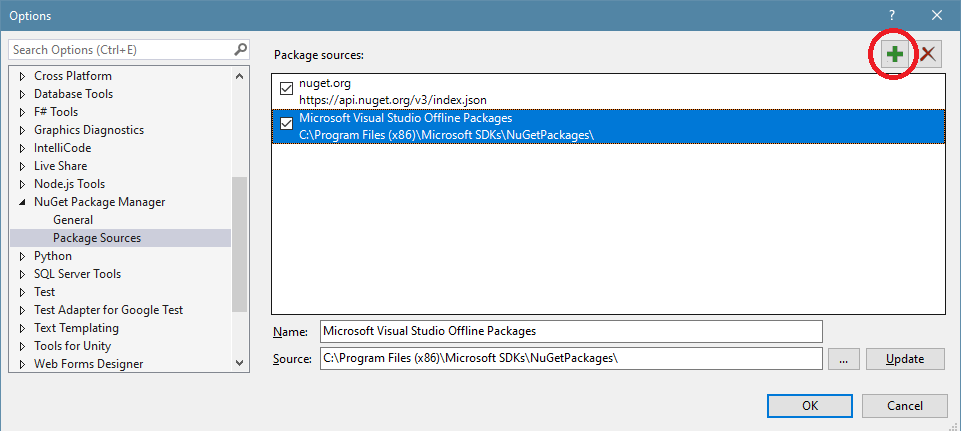 Options
?
Search Options (Ctrl+E)
Cross Platform
Database Tools
F# Tools
Graphics Diagnostics
IntelliCode
Live Share
Node.js Tools
NuGet Package Manager
General
Package Sources
Python
SQL Server Tools
Test
Test Adapter for Google Test
Text Templating
Tools for Unity
Web Forms Designer
Package sources:
nuget.org
https://api.nuget.org/v3/index.json
Microsoft Visual Studio Offline Packages
C:\Program Files (x86)\Microsoft SDKs\NuGetPackages\
Name: Microsoft Visual Studio Offline Packages
Source: C:\Program Files (x86)\Microsoft SDKs\NuGetPackages\ ... Update
OK Cancel